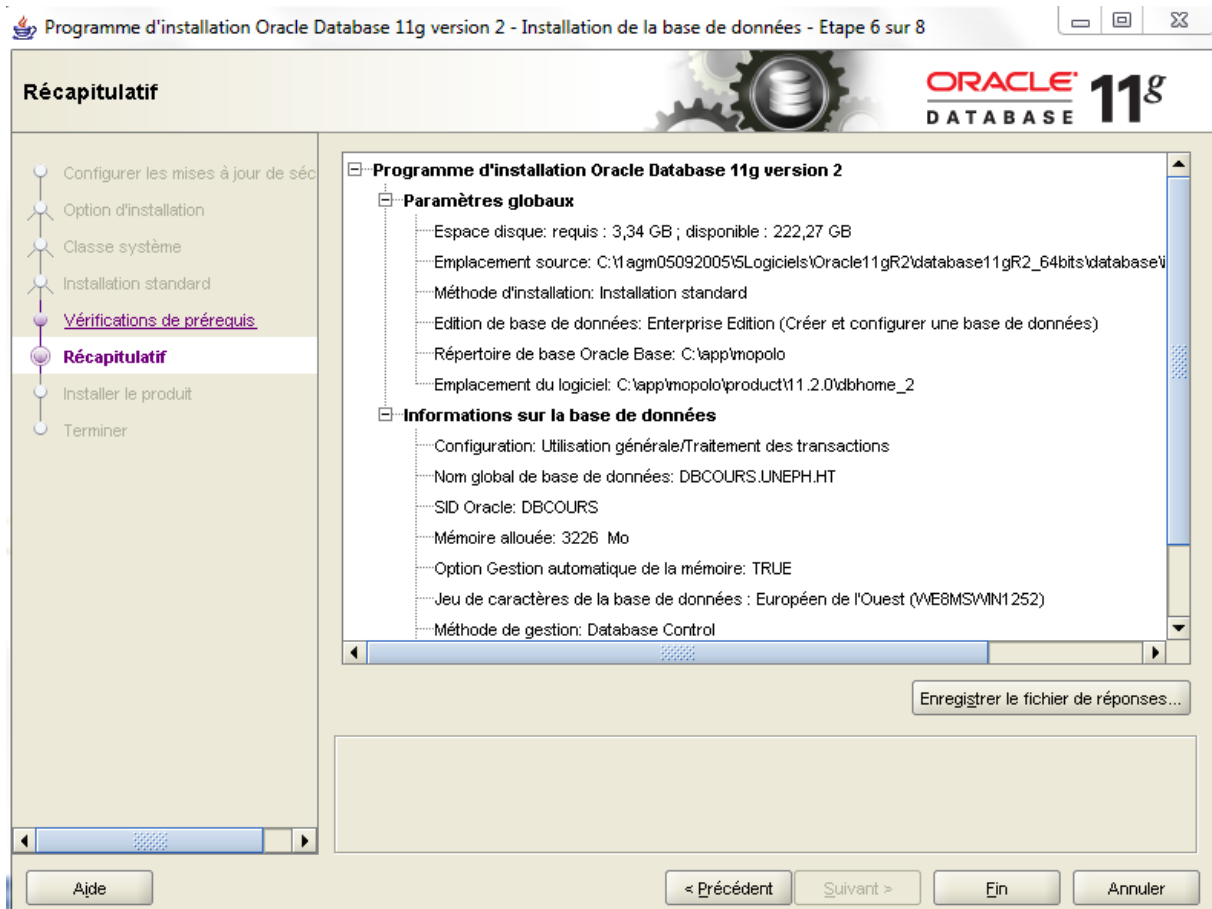 Programme d'installation Oracle Database 11g version 2 - Installation de la base de données - Etape 6 sur 8
Récapitulatif
ORACLE
DATABASE
11g
Configurer les mises à jour de séc
Option d'installation
Classe système
Installation standard
Vérifications de prérequis
Récapitulatif
Installer le produit
Terminer
Programme d'installation Oracle Database 11g version 2
Paramètres globaux
Espace disque: requis : 3,34 GB ; disponible : 222,27 GB
Emplacement source: C:\1agm05092005\5Logiciels\Oracle11gR2\database11gR2_64bits\database\i
Méthode d'installation: Installation standard
Edition de base de données: Enterprise Edition (Créer et configurer une base de données)
Répertoire de base Oracle Base: C:\app\mopolo
Emplacement du logiciel: C:\app\mopolo\product\11.2.0\dbhome_2
Informations sur la base de données
Configuration: Utilisation générale/Traitement des transactions
Nom global de base de données: DBCOURS.UNEPH.HT
SID Oracle: DBCOURS
Mémoire allouée: 3226 Mo
Option Gestion automatique de la mémoire: TRUE
Jeu de caractères de la base de données : Européen de l'Ouest (WE8MSWIN1252)
Méthode de gestion: Database Control
Enregistrer le fichier de réponses...
Aide
< Précédent
Suivant >
Fin
Annuler